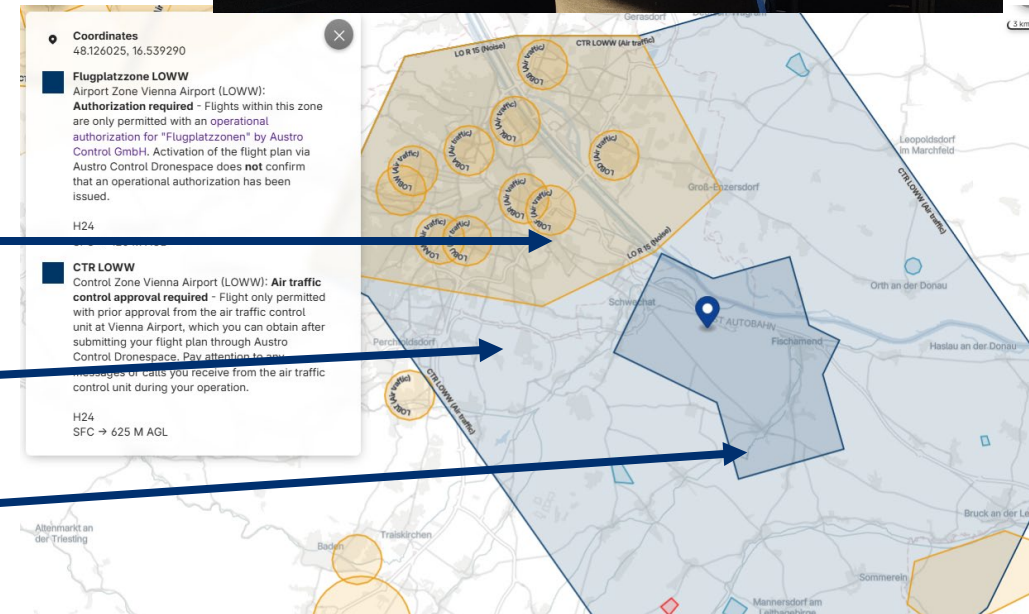 Coordinates
48.126025, 16.539290
Flugplatzzone LOWW
Airport Zone Vienna Airport (LOWW):
Authorization required - Flights within this zone
are only permitted with an operational
authorization for "Flugplatzonen" by Austro
Control GmbH. Activation of the flight plan via
Austro Control Dronespace does not confirm
that an operational authorization has been
issued.
H24
CTR LOWW
Control Zone Vienna Airport (LOWW): Air traffic
control approval required - Flight only permitted
with prior approval from the air traffic control
unit at Vienna Airport, which you can obtain after
submitting your flight plan through Austro
Control Dronespace. Pay attention to any
messages or calls you receive from the air traffic
control unit during your operation.
H24
SFC → 625 M AGL
Gerasdorf
3 km
LO R 15 (Noise)
CTR LOWW (Air traffic)
Leopoldsdorf
im Marchfeld
CTR LOWW (Air traffic)
Groß-Enzersdorf
LO R 15 (Noise)
Orth an der Donau
Schwechat
ST AUTOBAHN
Fischamend
Haslau an der Donau
Perchtoldsdorf
CTR LOWW (Air traffic)
Bruck an der Le
Altenmarkt an
der Triesting
Traiskirchen
Baden
Sommerein
Mannersdorf am
Leithagebirge